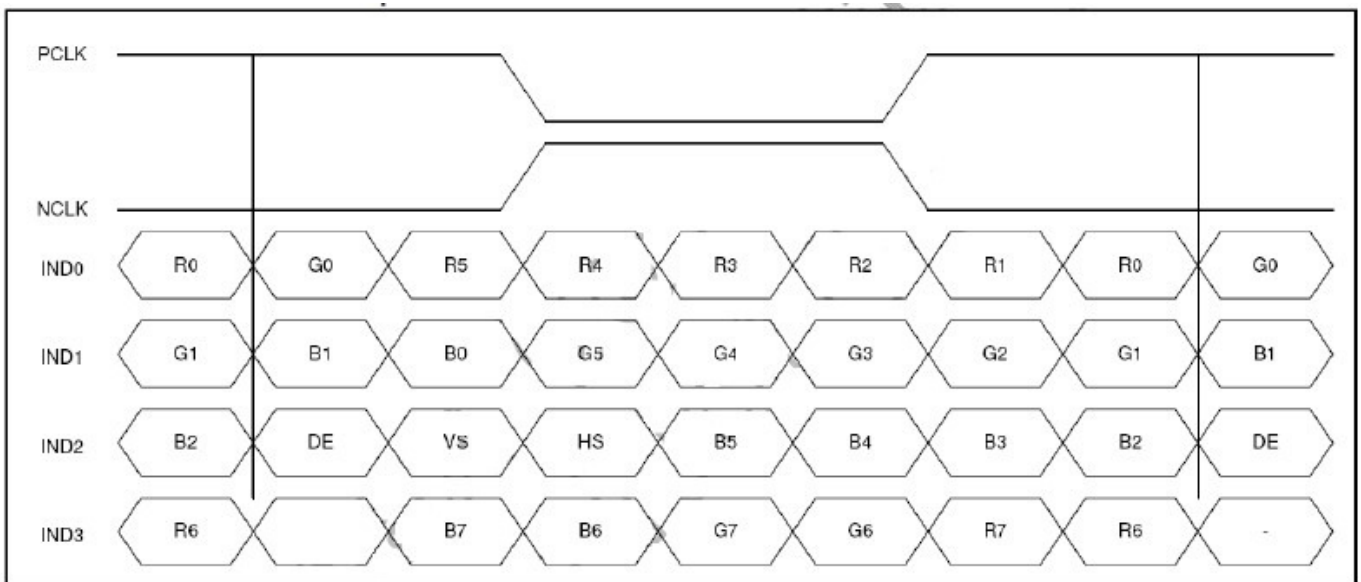 PCLK
NCLK
IND0 R0 G0 R5 R4 R3 R2 R1 R0 G0
IND1 G1 B1 B0 G5 G4 G3 G2 G1 B1
IND2 B2 DE VS HS B5 B4 B3 B2 DE
IND3 R6 B7 B6 G7 G6 R7 R6 -